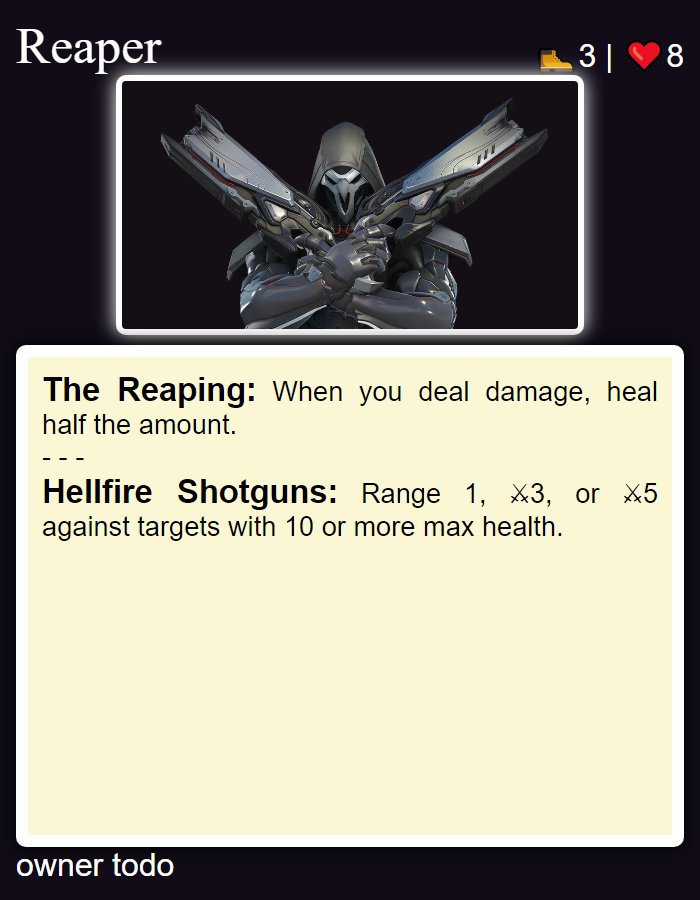 Reaper
🥾3 | ❤️8
The Reaping: When you deal damage, heal
half the amount.
- - -
Hellfire Shotguns: Range 1, ⚔3, or ⚔5
against targets with 10 or more max health.
owner todo